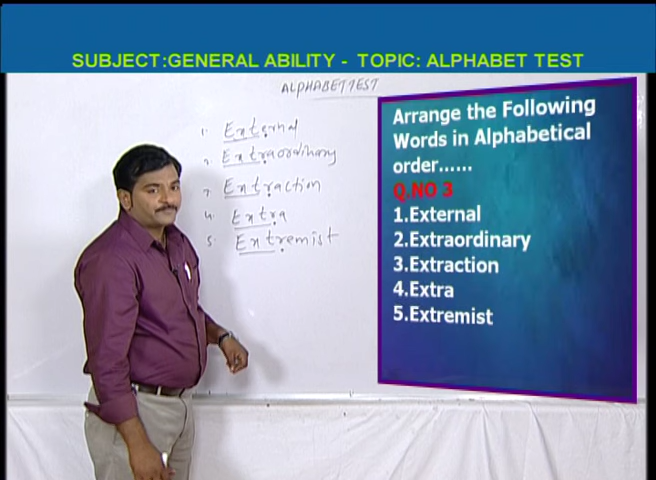 SUBJECT:GENERAL ABILITY - TOPIC: ALPHABET TEST
ALPHABET TEST
1. External
2. Extraordinary
3. Extraction
4. Extra
5. Extremist
Arrange the Following
Words in Alphabetical
order......
Q.NO 3
1.External
2.Extraordinary
3.Extraction
4.Extra
5.Extremist